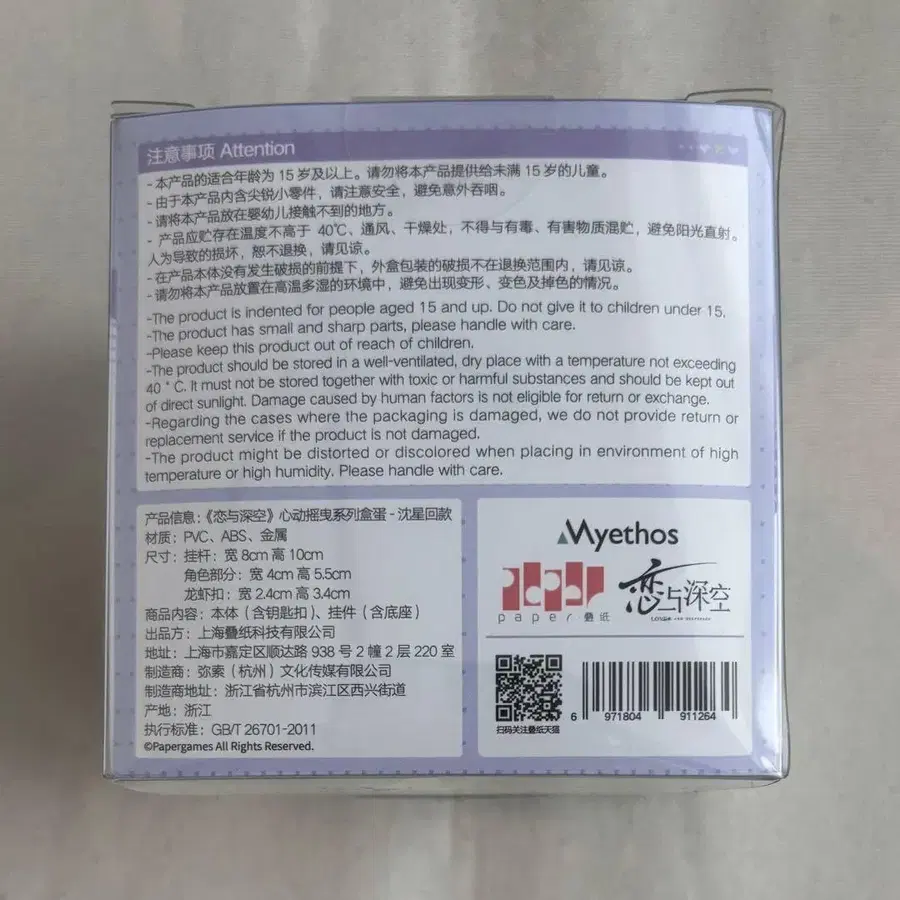 注意事项 Attention
- 本产品的适合年龄为 15 岁及以上。请勿将本产品提供给未满 15 岁的儿童。
- 由于本产品内含尖锐小零件，请注意安全，避免意外吞咽。
- 请将本产品放在婴幼儿接触不到的地方。
- 产品应贮存在温度不高于 40℃、通风、干燥处，不得与有毒、有害物质混贮，避免阳光直射。
人为导致的损坏，恕不退换，请见谅。
- 在产品本体没有发生破损的前提下，外盒包装的破损不在退换范围内，请见谅。
- 请勿将本产品放置在高温多湿的环境中，避免出现变形、变色及掉色的情况。
-The product is indented for people aged 15 and up. Do not give it to children under 15.
-The product has small and sharp parts, please handle with care.
-Please keep this product out of reach of children.
-The product should be stored in a well-ventilated, dry place with a temperature not exceeding
40 ° C. It must not be stored together with toxic or harmful substances and should be kept out
of direct sunlight. Damage caused by human factors is not eligible for return or exchange.
-Regarding the cases where the packaging is damaged, we do not provide return or
replacement service if the product is not damaged.
-The product might be distorted or discolored when placing in environment of high
temperature or high humidity. Please handle with care.
产品信息：《恋与深空》心动摇曳系列盒蛋 - 沈星回款
材质：PVC、ABS、金属
尺寸：挂杆：宽 8cm 高 10cm
角色部分：宽 4cm 高 5.5cm
龙虾扣：宽 2.4cm 高 3.4cm
商品内容：本体（含钥匙扣）、挂件（含底座）
出品方：上海叠纸科技有限公司
地址：上海市嘉定区顺达路 938 号 2 幢 2 层 220 室
制造商：弥索（杭州）文化传媒有限公司
制造商地址：浙江省杭州市滨江区西兴街道
产地：浙江
执行标准：GB/T 26701-2011
©Papergames All Rights Reserved.
Myethos
paper
paper 叠纸
恋与深空
扫码关注叠纸天猫
6 971804 911264